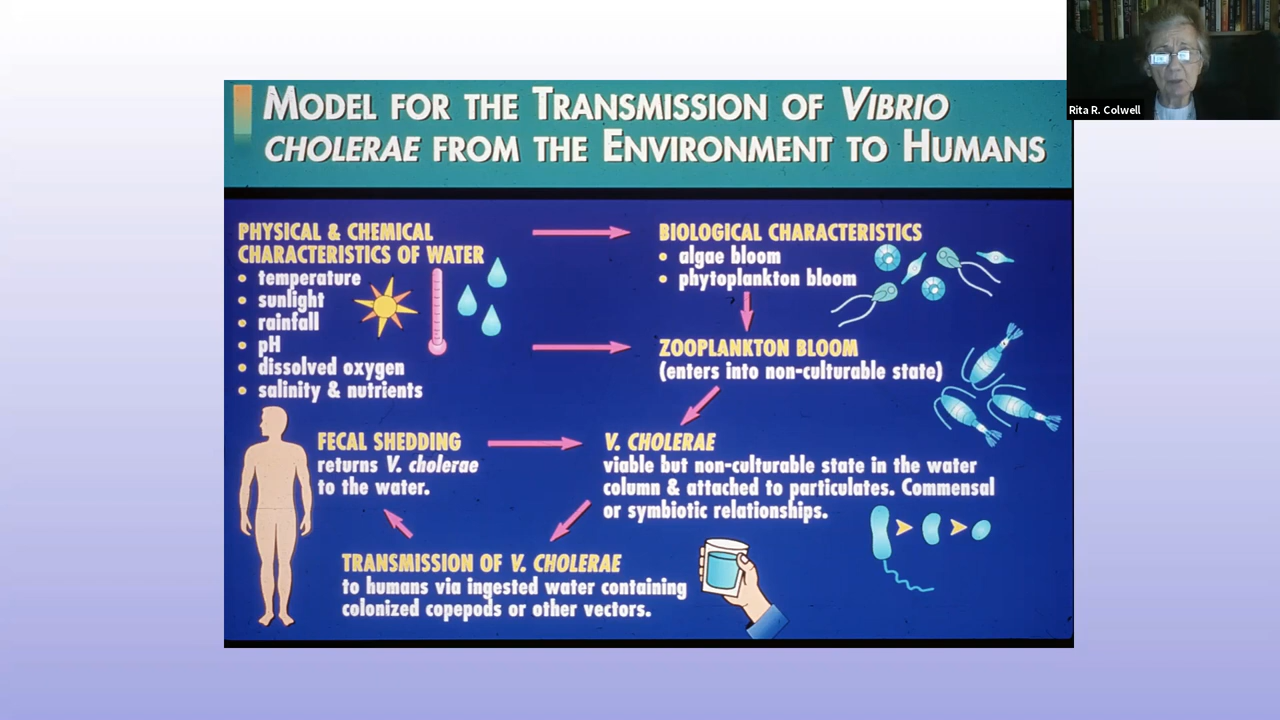 Rita R. Colwell
MODEL FOR THE TRANSMISSION OF VIBRIO
CHOLERAE FROM THE ENVIRONMENT TO HUMANS
PHYSICAL & CHEMICAL
CHARACTERISTICS OF WATER
• temperature
• sunlight
• rainfall
• pH
• dissolved oxygen
• salinity & nutrients
BIOLOGICAL CHARACTERISTICS
• algae bloom
• phytoplankton bloom
ZOOPLANKTON BLOOM
(enters into non-culturable state)
FECAL SHEDDING
returns V. cholerae
to the water.
V. CHOLERAE
viable but non-culturable state in the water
column & attached to particulates. Commensal
or symbiotic relationships.
TRANSMISSION OF V. CHOLERAE
to humans via ingested water containing
colonized copepods or other vectors.